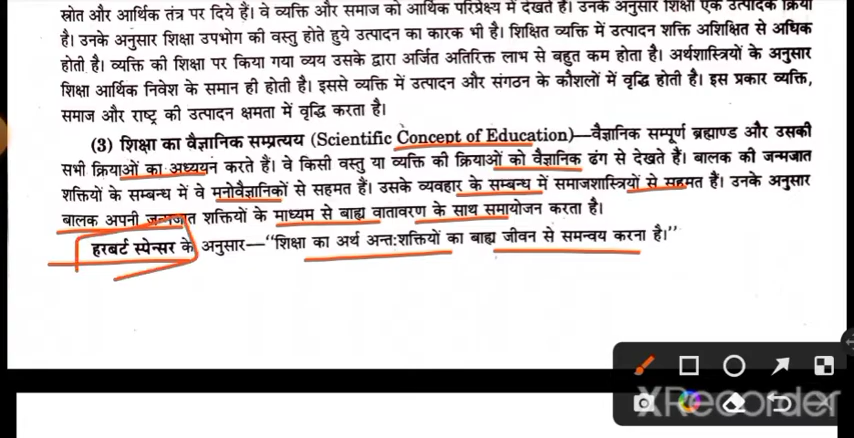 स्रोत और आर्थिक तंत्र पर दिये हैं। वे व्यक्ति और समाज को आर्थिक परिप्रेक्ष्य में देखते हैं। उनके अनुसार शिक्षा एक उत्पादक क्रिया
है। उनके अनुसार शिक्षा उपभोग की वस्तु होते हुये उत्पादन का कारक भी है। शिक्षित व्यक्ति में उत्पादन शक्ति अशिक्षित से अधिक
होती है। व्यक्ति की शिक्षा पर किया गया व्यय उसके द्वारा अर्जित अतिरिक्त लाभ से बहुत कम होता है। अर्थशास्त्रियों के अनुसार
शिक्षा आर्थिक निवेश के समान ही होती है। इससे व्यक्ति में उत्पादन और संगठन के कौशलों में वृद्धि होती है। इस प्रकार व्यक्ति,
समाज और राष्ट्र की उत्पादन क्षमता में वृद्धि करता है।
(3) शिक्षा का वैज्ञानिक सम्प्रत्यय (Scientific Concept of Education)—वैज्ञानिक सम्पूर्ण ब्रह्माण्ड और उसकी
सभी क्रियाओं का अध्ययन करते हैं। वे किसी वस्तु या व्यक्ति की क्रियाओं को वैज्ञानिक ढंग से देखते हैं। बालक की जन्मजात
शक्तियों के सम्बन्ध में वे मनोवैज्ञानिकों से सहमत हैं। उसके व्यवहार के सम्बन्ध में समाजशास्त्रियों से सहमत हैं। उनके अनुसार
बालक अपनी जन्मजात शक्तियों के माध्यम से बाह्य वातावरण के साथ समायोजन करता है।
हरबर्ट स्पेन्सर के अनुसार—“शिक्षा का अर्थ अन्तःशक्तियों का बाह्य जीवन से समन्वय करना है।”
XRecorder